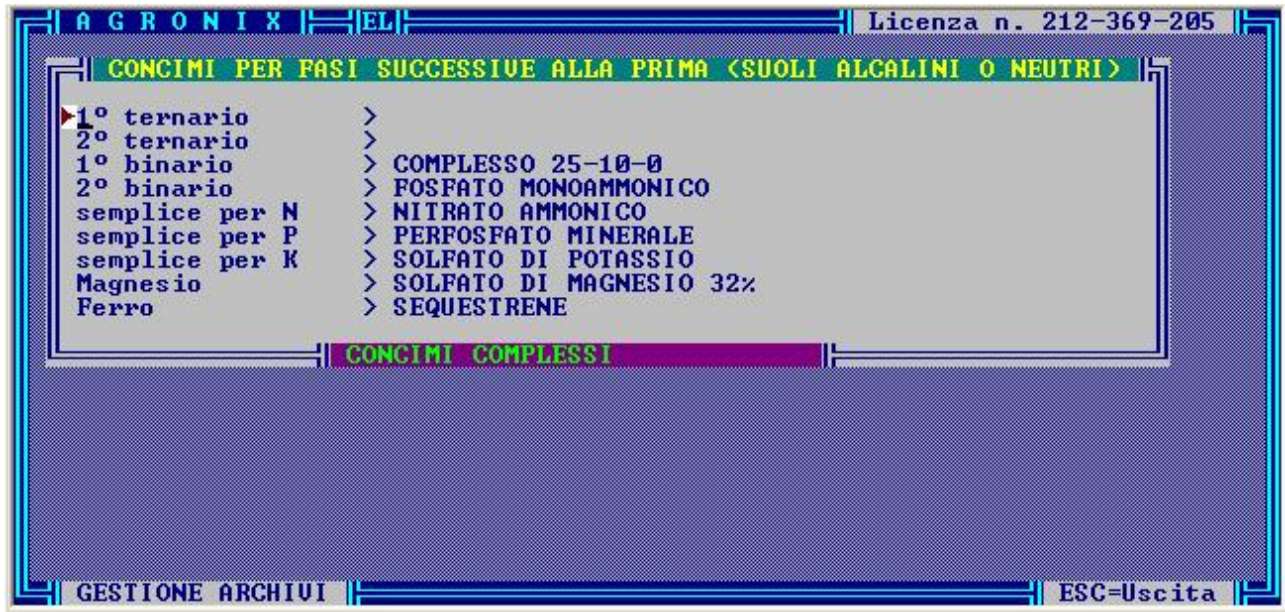 A G R O N I X EL Licenza n. 212-369-205
CONCIMI PER FASI SUCCESSIVE ALLA PRIMA (SUOLI ALCALINI O NEUTRI)
1° ternario >
2° ternario >
1° binario > COMPLESSO 25-10-0
2° binario > FOSFATO MONOAMMONICO
semplice per N > NITRATO AMMONICO
semplice per P > PERFOSFATO MINERALE
semplice per K > SOLFATO DI POTASSIO
Magnesio > SOLFATO DI MAGNESIO 32%
Ferro > SEQUESTRENE
CONCIMI COMPLESSI
GESTIONE ARCHIVI ESC=Uscita